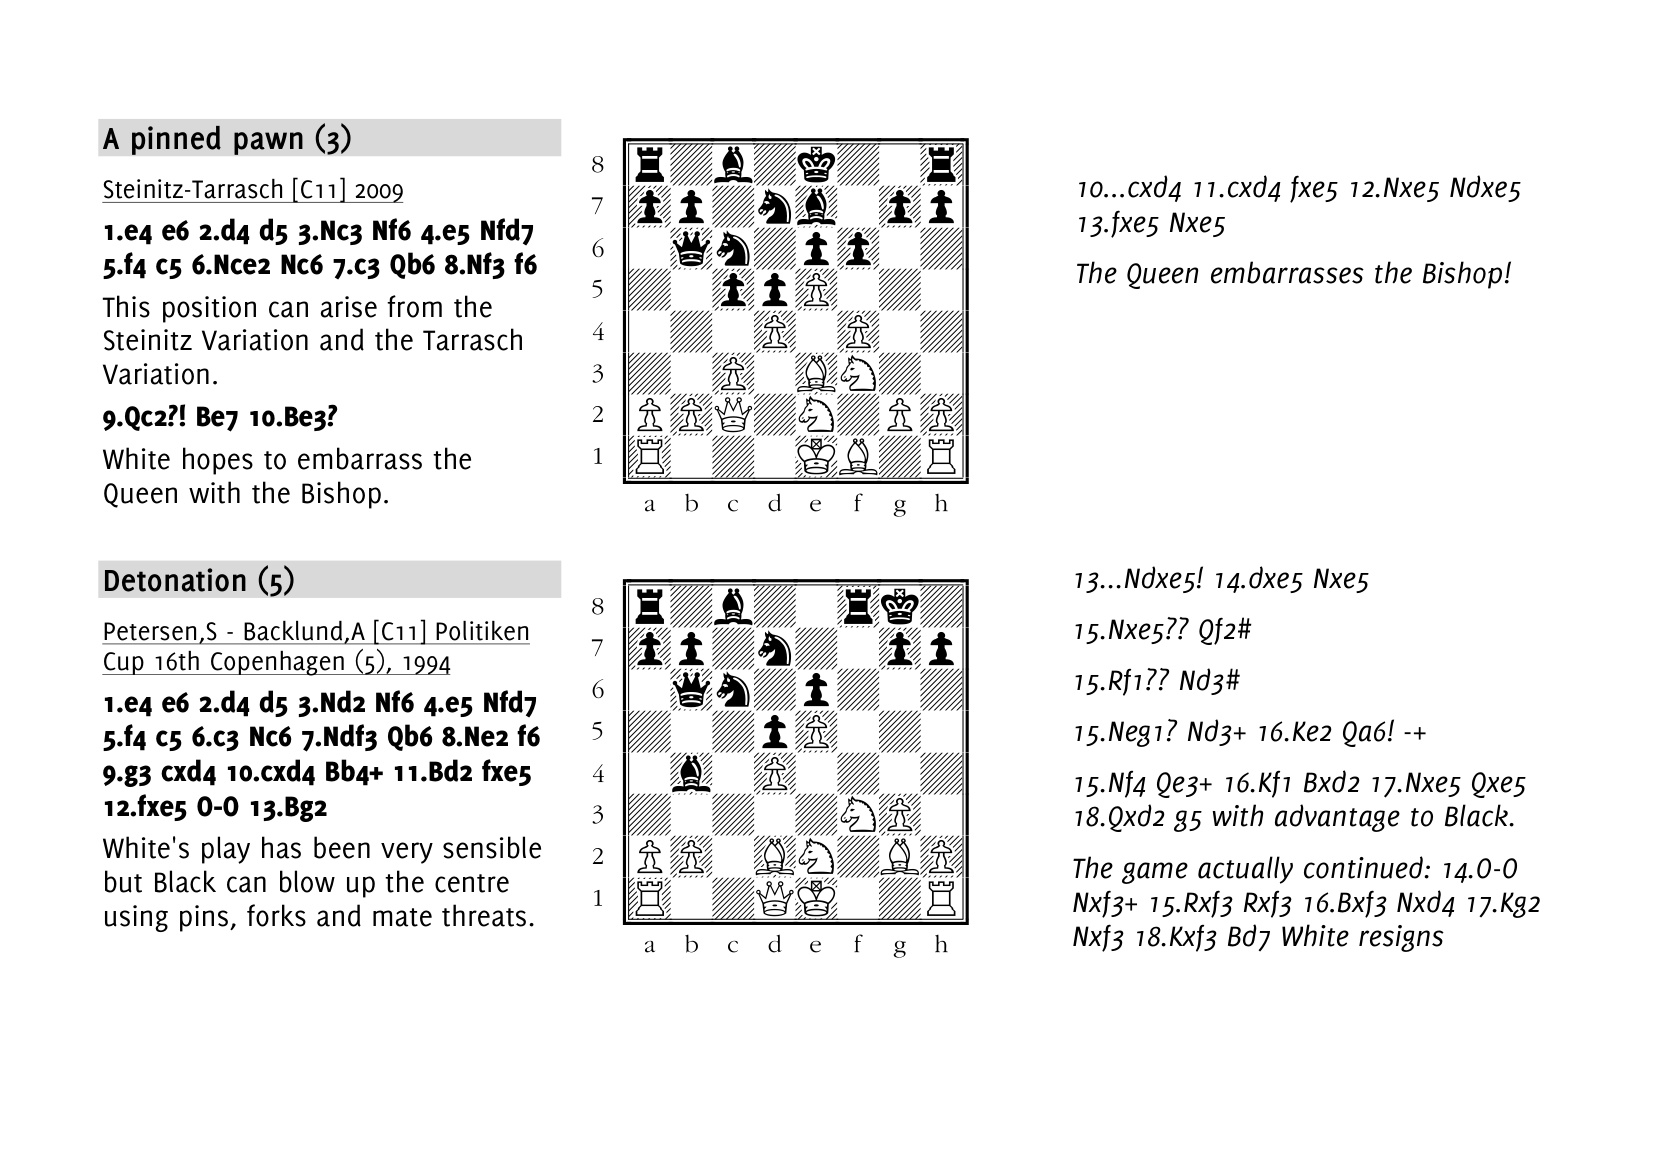 A pinned pawn (3)
Steinitz-Tarrasch [C11] 2009
1.e4 e6 2.d4 d5 3.Nc3 Nf6 4.e5 Nfd7
5.f4 c5 6.Nce2 Nc6 7.c3 Qb6 8.Nf3 f6
This position can arise from the
Steinitz Variation and the Tarrasch
Variation.
9.Qc2?! Be7 10.Be3?
White hopes to embarrass the
Queen with the Bishop.
8
7
6
5
4
3
2
1
a b c d e f g h
10...cxd4 11.cxd4 fxe5 12.Nxe5 Ndxe5
13.fxe5 Nxe5
The Queen embarrasses the Bishop!
Detonation (5)
Petersen,S - Backlund,A [C11] Politiken
Cup 16th Copenhagen (5), 1994
1.e4 e6 2.d4 d5 3.Nd2 Nf6 4.e5 Nfd7
5.f4 c5 6.c3 Nc6 7.Ndf3 Qb6 8.Ne2 f6
9.g3 cxd4 10.cxd4 Bb4+ 11.Bd2 fxe5
12.fxe5 O-O 13.Bg2
White's play has been very sensible
but Black can blow up the centre
using pins, forks and mate threats.
8
7
6
5
4
3
2
1
a b c d e f g h
13...Ndxe5! 14.dxe5 Nxe5
15.Nxe5?? Qf2#
15.Rf1?? Nd3#
15.Neg1? Nd3+ 16.Ke2 Qa6! -+
15.Nf4 Qe3+ 16.Kf1 Bxd2 17.Nxe5 Qxe5
18.Qxd2 g5 with advantage to Black.
The game actually continued: 14.O-O
Nxf3+ 15.Rxf3 Rxf3 16.Bxf3 Nxd4 17.Kg2
Nxf3 18.Kxf3 Bd7 White resigns